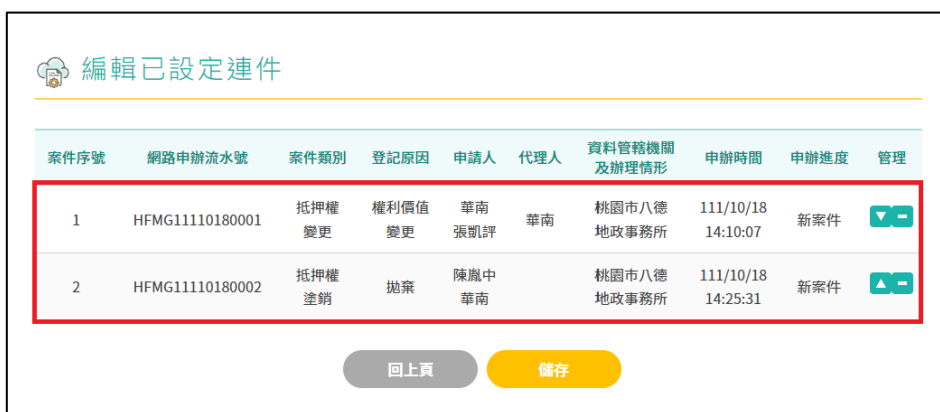 編輯已設定連件
案件序號 網路申辦流水號 案件類別 登記原因 申請人 代理人 資料管轄機關及辦理情形 申辦時間 申辦進度 管理
1 HFMG11110180001 抵押權變更 權利價值變更 華南 張凱評 華南 桃園市八德地政事務所 111/10/18 14:10:07 新案件
2 HFMG11110180002 抵押權塗銷 拋棄 陳胤中 華南 桃園市八德地政事務所 111/10/18 14:25:31 新案件
回上頁 儲存